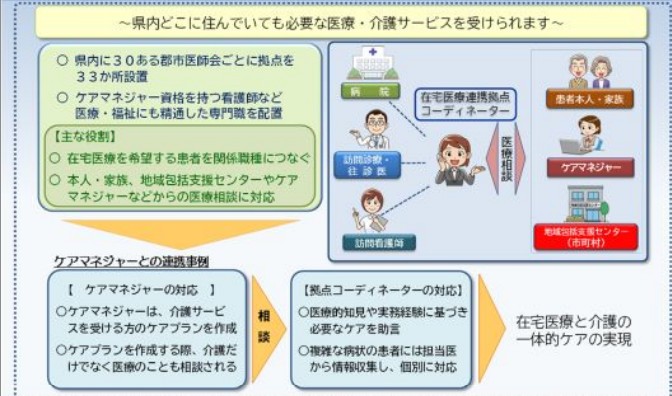 ～県内どこに住んでいても必要な医療・介護サービスを受けられます～
○ 県内に３０ある郡市医師会ごとに拠点を
３３か所設置
○ ケアマネジャー資格を持つ看護師など
医療・福祉にも精通した専門職を配置
【主な役割】
○ 在宅医療を希望する患者を関係職種につなぐ
○ 本人・家族、地域包括支援センターやケア
マネジャーなどからの医療相談に対応
病　院
訪問診療・
往診医
訪問看護師
在宅医療連携拠点
コーディネーター
医療相談
患者本人・家族
ケアマネジャー
地域包括支援センター
（市町村）
ケアマネジャーとの連携事例
【　ケアマネジャーの対応　】
○ケアマネジャーは、介護サービ
スを受ける方のケアプランを作成
○ケアプランを作成する際、介護だ
けでなく医療のことも相談される
相談
【拠点コーディネーターの対応】
○医療的知見や実務経験に基づき
必要なケアを助言
○複雑な病状の患者には担当医
から情報収集し、個別に対応
在宅医療と介護の
一体的ケアの実現